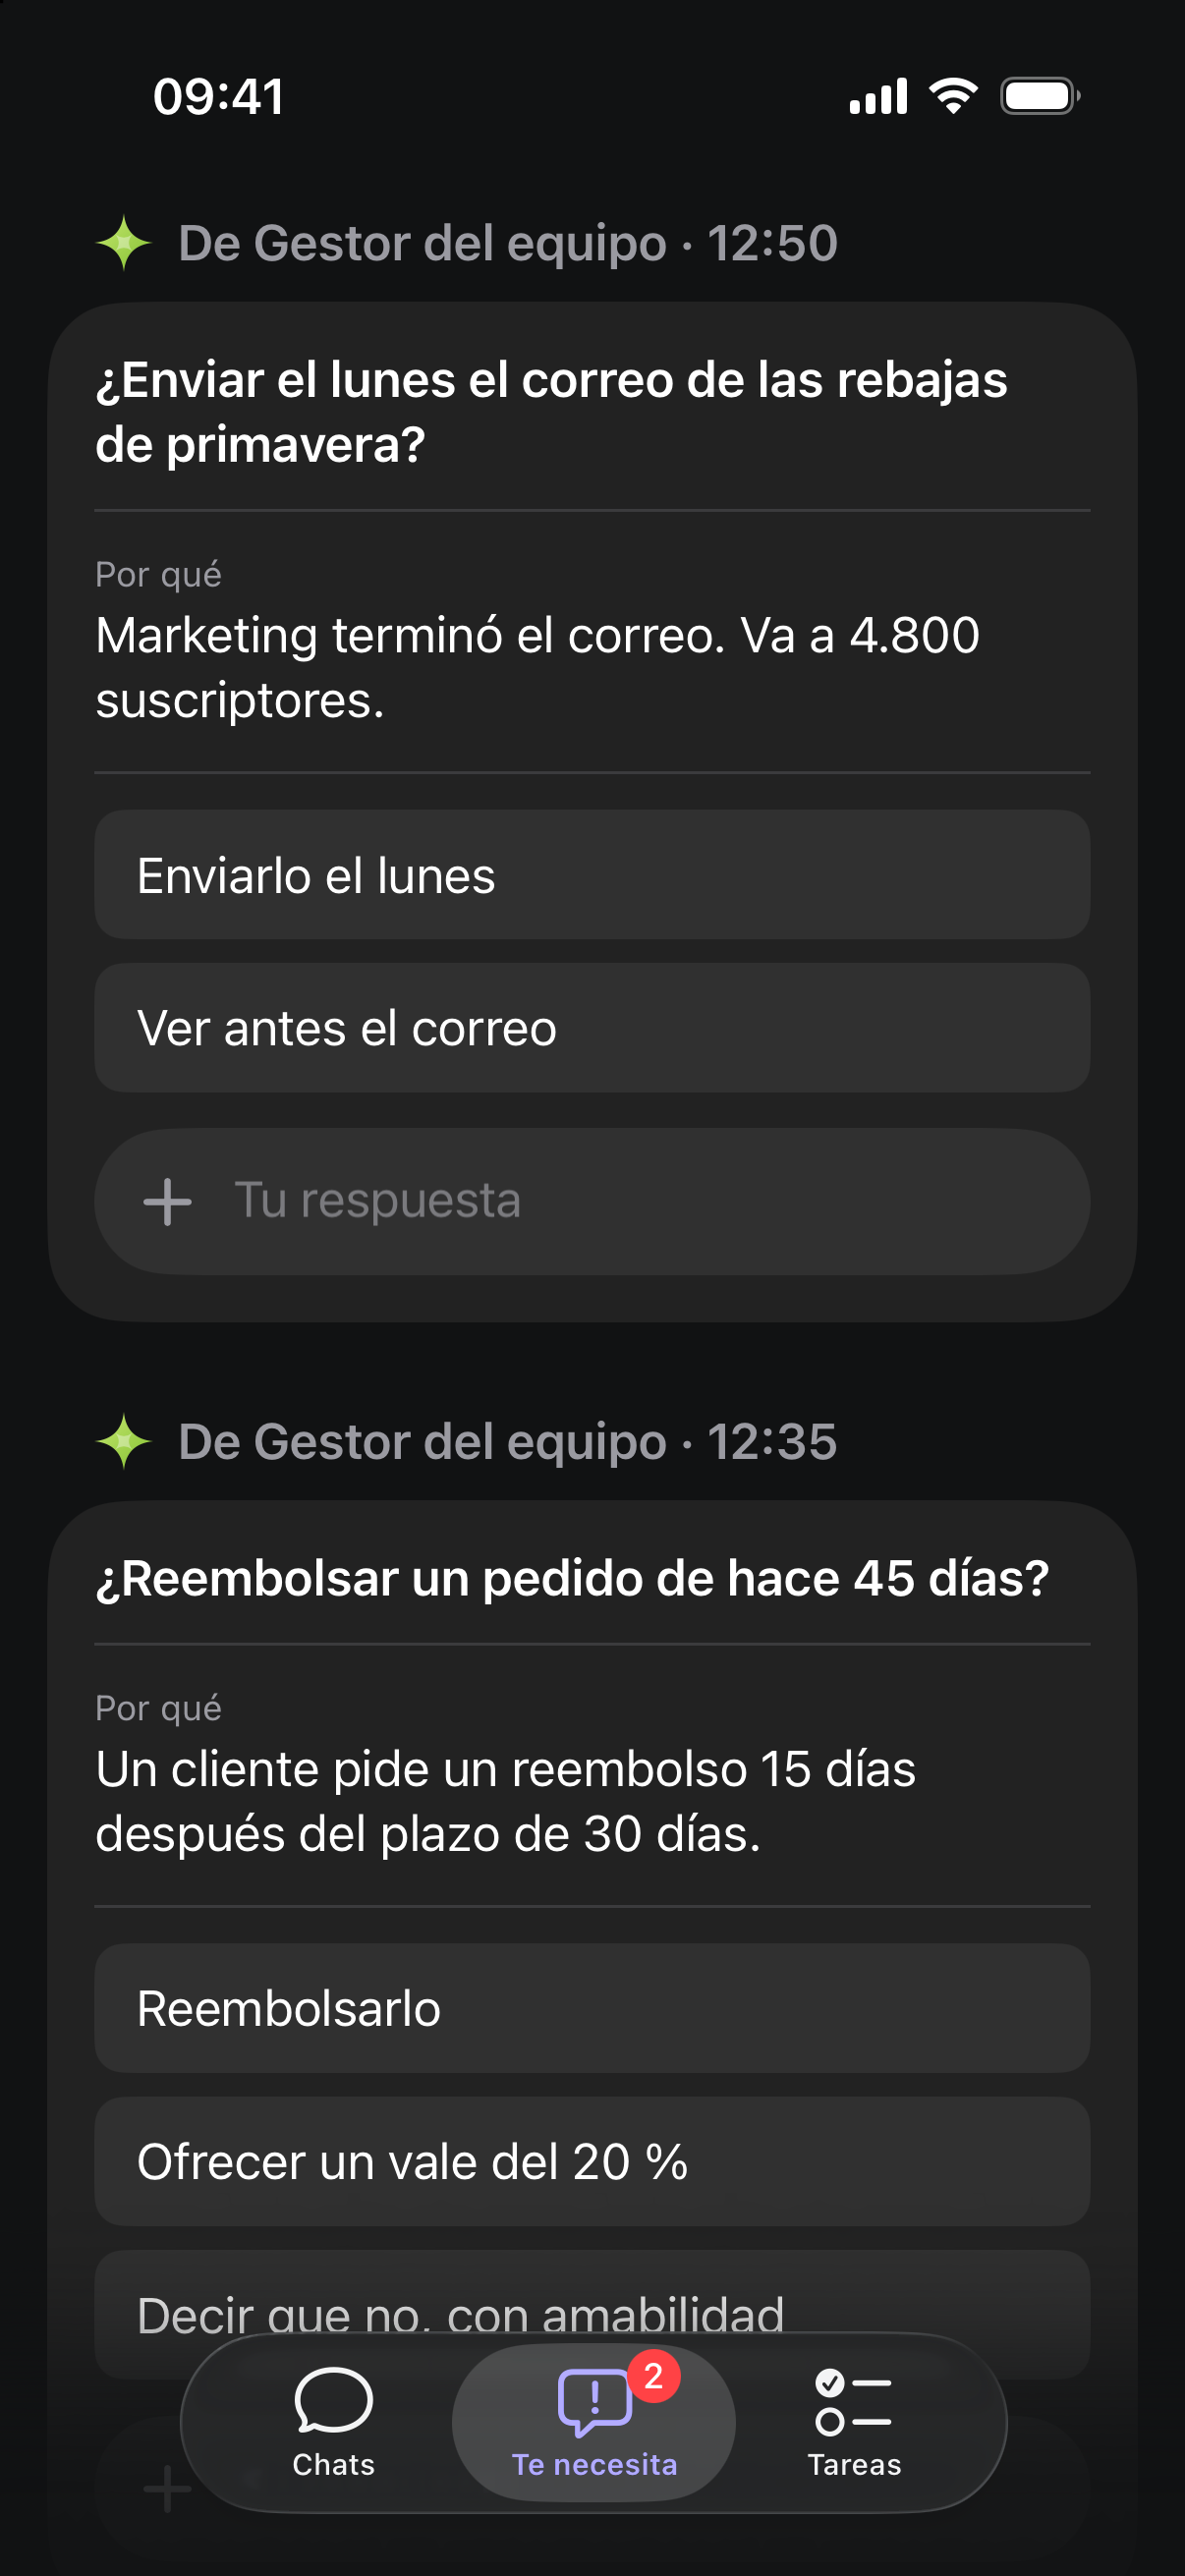 09:41
De Gestor del equipo · 12:50
¿Enviar el lunes el correo de las rebajas
de primavera?
Por qué
Marketing terminó el correo. Va a 4.800
suscriptores.
Enviarlo el lunes
Ver antes el correo
Tu respuesta
De Gestor del equipo · 12:35
¿Reembolsar un pedido de hace 45 días?
Por qué
Un cliente pide un reembolso 15 días
después del plazo de 30 días.
Reembolsarlo
Ofrecer un vale del 20 %
Decir que no, con amabilidad
2
Chats
Te necesita
Tareas